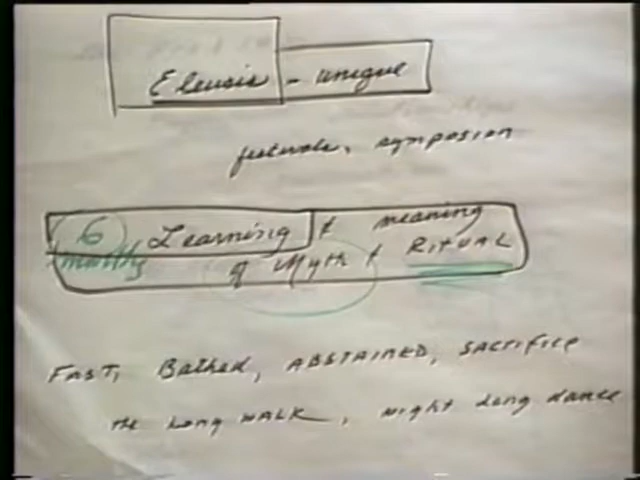 Eleusis - unique
festivals, symposion
6 Learning & meaning
months of Myth & RITUAL
FAST, Bathed, ABSTAINED, SACRIFICE
the Long WALK, night long dance